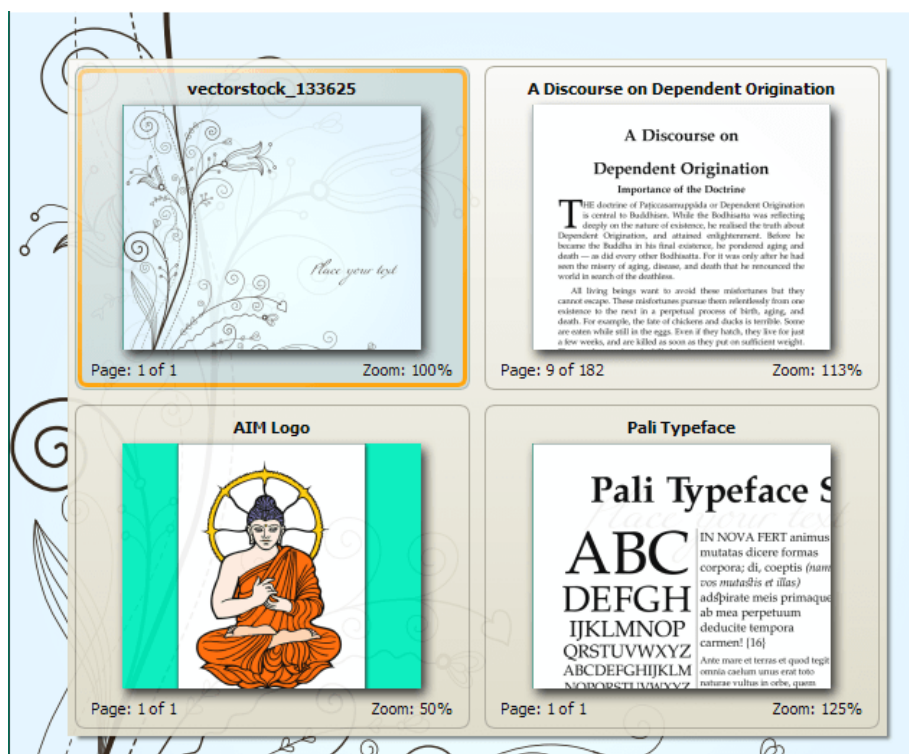 vectorstock_133625
Place your text
Page: 1 of 1 Zoom: 100%
A Discourse on Dependent Origination
A Discourse on
Dependent Origination
Importance of the Doctrine
THE doctrine of Paṭiccasamuppāda or Dependent Origination
is central to Buddhism. While the Bodhisatta was reflecting
deeply on the nature of existence, he realised the truth about
Dependent Origination, and attained enlightenment. Before he
became the Buddha in his final existence, he pondered aging and
death — as did every other Bodhisatta. For it was only after he had
seen the misery of aging, disease, and death that he renounced the
world in search of the deathless.
All living beings want to avoid these misfortunes but they
cannot escape. These misfortunes pursue them relentlessly from one
existence to the next in a perpetual process of birth, aging, and
death. For example, the fate of chickens and ducks is terrible. Some
are eaten while still in the eggs. Even if they hatch, they live for just
a few weeks, and are killed as soon as they put on sufficient weight.
Page: 9 of 182 Zoom: 113%
AIM Logo
Page: 1 of 1 Zoom: 50%
Pali Typeface
Pali Typeface S
Place your text
ABC
DEFGH
IJKLMNOP
QRSTUVWXYZ
ABCDEFGHIJKLM
NOPQRSTUVWXYZ
IN NOVA FERT animus
mutatas dicere formas
corpora; di, coeptis (nam
vos mutastis et illas)
adspirate meis primaque
ab mea perpetuum
deducite tempora
carmen! {16}
Ante mare et terras et quod tegit
omnia caelum unus erat toto
naturae vultus in orbe, quem
Page: 1 of 1 Zoom: 125%